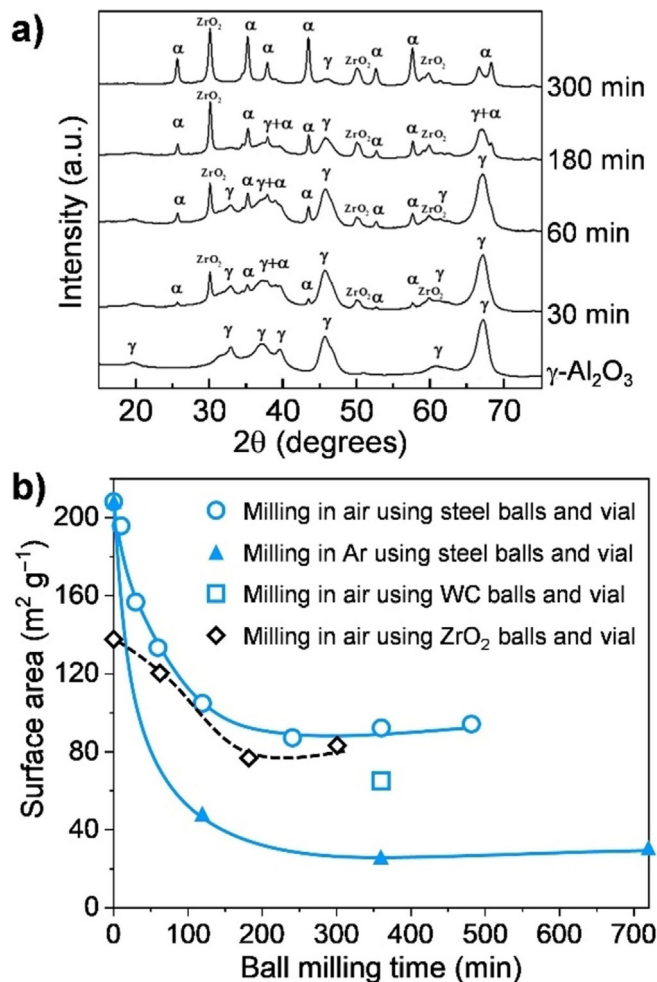 a)
Intensity (a.u.)
α ZrO₂ α α α γ ZrO₂ α α ZrO₂ α
300 min
α ZrO₂ α γ+α α γ ZrO₂ α α ZrO₂ γ+α
180 min
α ZrO₂ γ α γ+α α γ ZrO₂ α α ZrO₂ γ γ
60 min
α ZrO₂ γ α γ+α α γ ZrO₂ α α ZrO₂ γ γ
30 min
γ γ γ γ γ γ γ
γ-Al₂O₃
20 30 40 50 60 70
2θ (degrees)
b)
Surface area (m² g⁻¹)
200
160
120
80
40
0
Milling in air using steel balls and vial
Milling in Ar using steel balls and vial
Milling in air using WC balls and vial
Milling in air using ZrO₂ balls and vial
0 100 200 300 400 500 600 700
Ball milling time (min)